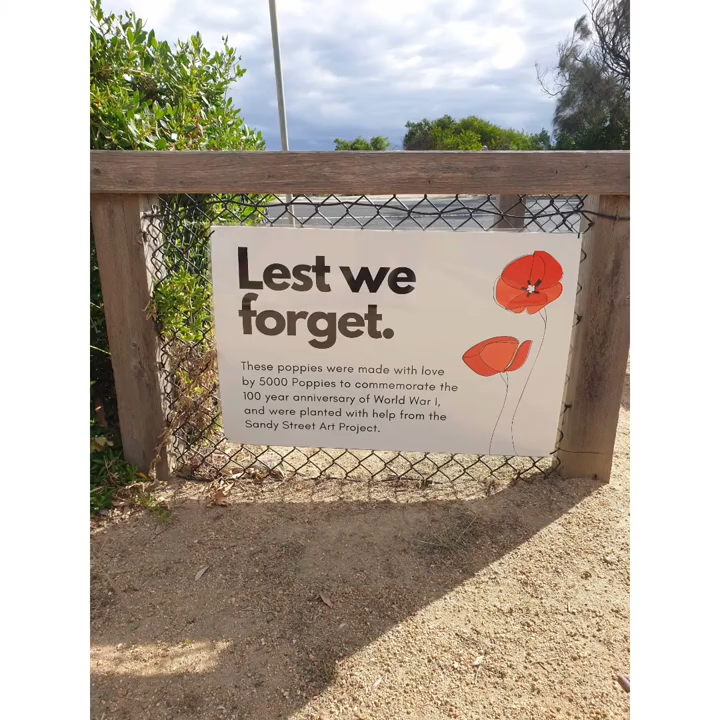 Lest we
forget.
These poppies were made with love
by 5000 Poppies to commemorate the
100 year anniversary of World War I,
and were planted with help from the
Sandy Street Art Project.